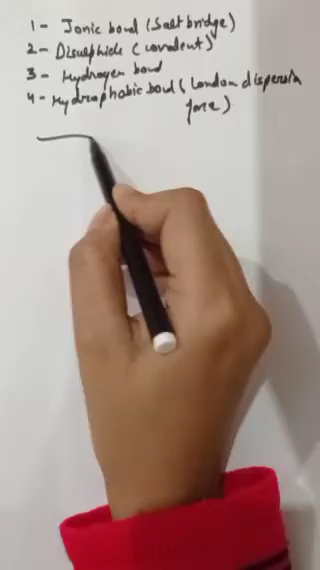 1 - Ionic bond (Salt bridge)
2 - Disulphide (covalent)
3 - Hydrogen bond
4 - Hydrophobic bond (London dispersion
force)